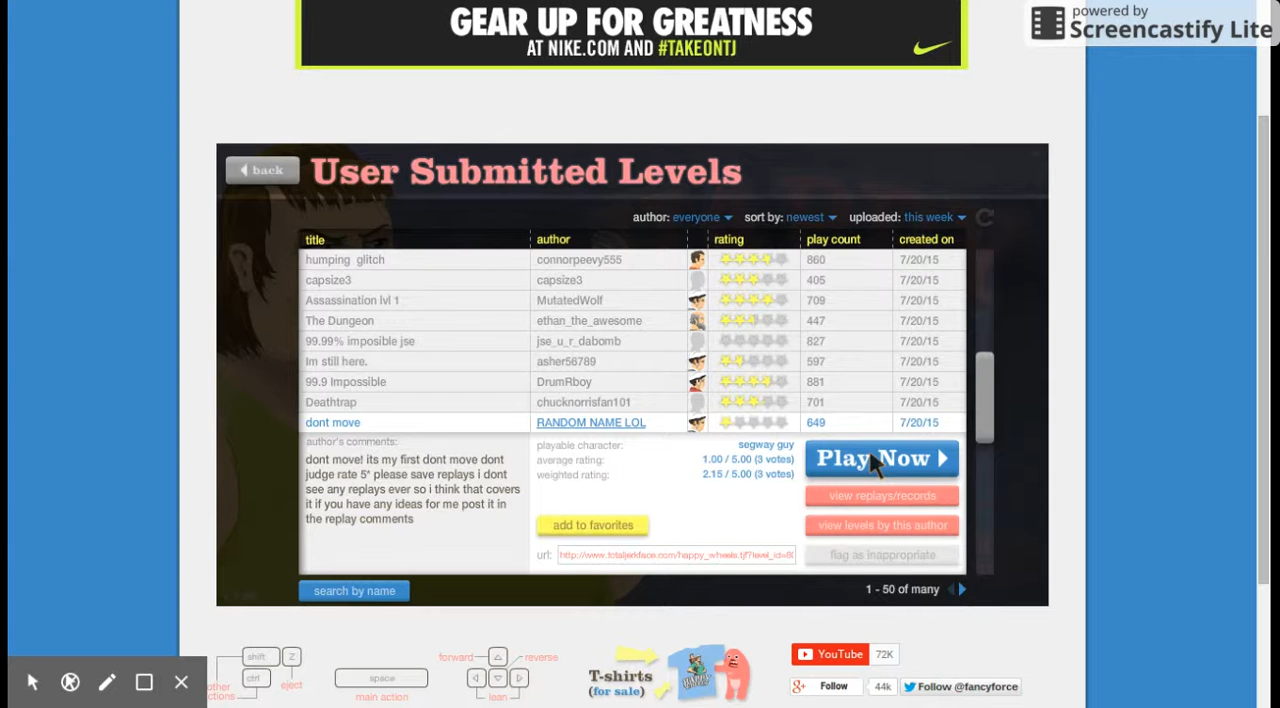 GEAR UP FOR GREATNESS
AT NIKE.COM AND #TAKEONTJ
powered by
Screencastify Lite
back
User Submitted Levels
author: everyone sort by: newest uploaded: this week
title author rating play count created on
humping glitch connorpeevy555 860 7/20/15
capsize3 capsize3 405 7/20/15
Assassination lvl 1 MutatedWolf 709 7/20/15
The Dungeon ethan_the_awesome 447 7/20/15
99.99% imposible jse jse_u_r_dabomb 827 7/20/15
Im still here. asher56789 597 7/20/15
99.9 Impossible DrumRboy 881 7/20/15
Deathtrap chucknorrisfan101 701 7/20/15
dont move RANDOM NAME LOL 649 7/20/15
author's comments:
dont move! its my first dont move dont
judge rate 5* please save replays i dont
see any replays ever so i think that covers
it if you have any ideas for me post it in
the replay comments
playable character: segway guy
average rating: 1.00 / 5.00 (3 votes)
weighted rating: 2.15 / 5.00 (3 votes)
add to favorites
url: http://www.totaljerkface.com/happy_wheels.tjf?level_id=8
Play Now
view replays/records
view levels by this author
flag as inappropriate
search by name
1 - 50 of many
shift Z
ctrl eject
space
main action
forward reverse
lean
T-shirts
(for sale)
YouTube 72K
Follow 44k Follow @fancyforce